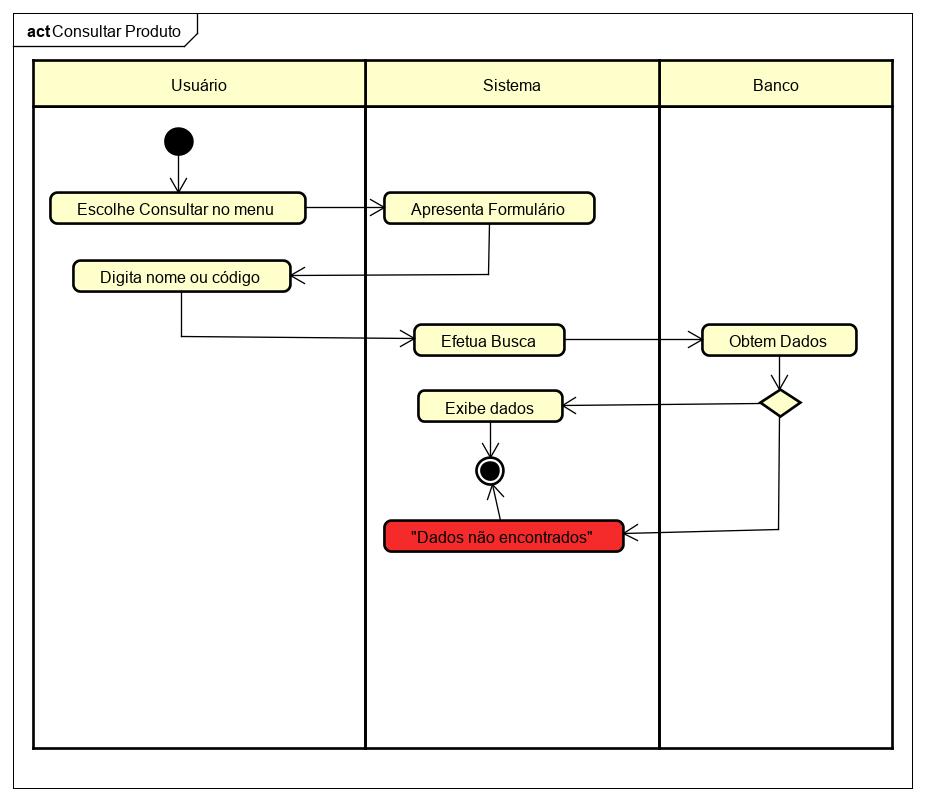 act Consultar Produto
Usuário
Sistema
Banco
Escolhe Consultar no menu
Apresenta Formulário
Digita nome ou código
Efetua Busca
Obtem Dados
Exibe dados
"Dados não encontrados"